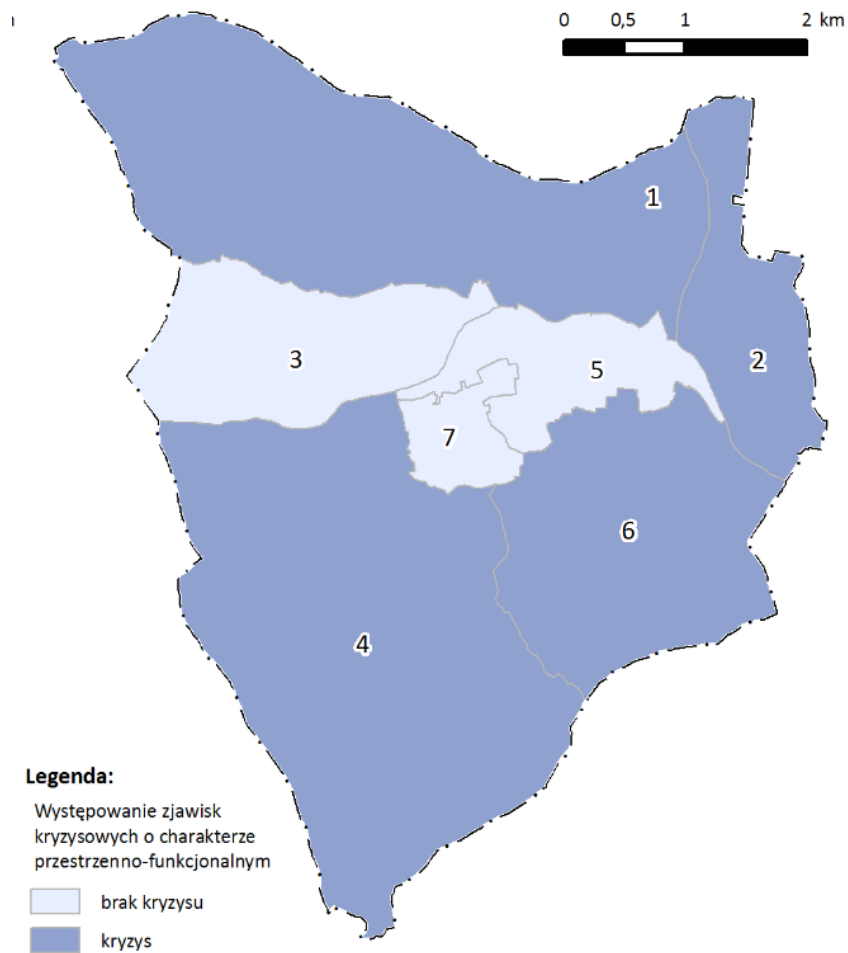 0 0,5 1 2 km
1
2
3
5
7
6
4
Legenda:
Występowanie zjawisk
kryzysowych o charakterze
przestrzenno-funkcjonalnym
brak kryzysu
kryzys